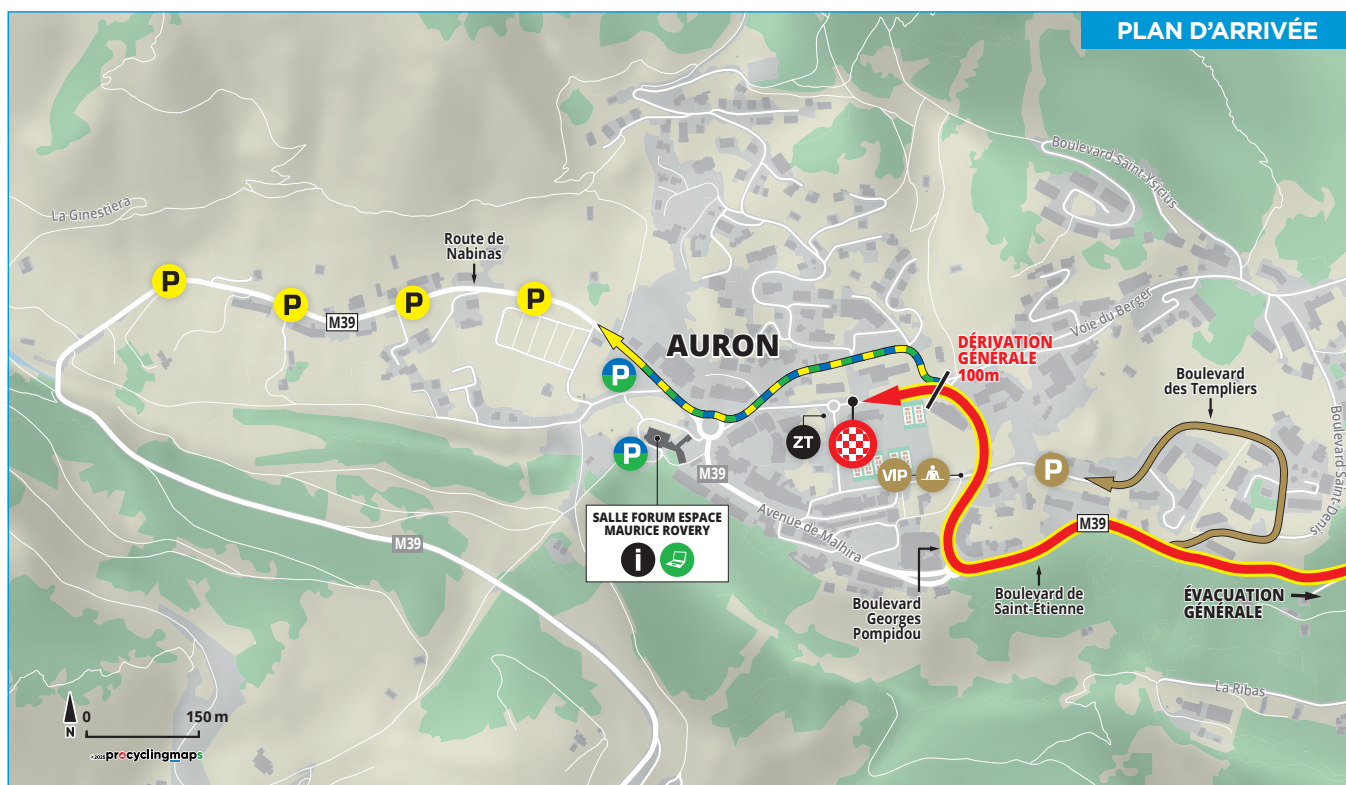 PLAN D'ARRIVÉE
Boulevard Saint-Ysicius
La Ginestiera
Route de
Nabinas
P
P
P
P
M39
Voie du Berger
AURON
DÉRIVATION
GÉNÉRALE
100m
Boulevard
des Templiers
P
P
ZT
VIP
P
M39
Boulevard Saint-Denis
SALLE FORUM ESPACE
MAURICE ROVERY
i
Avenue de Malhira
M39
M39
Boulevard
Georges
Pompidou
Boulevard de
Saint-Étienne
ÉVACUATION
GÉNÉRALE
La Ribas
N
0 150 m
©2025 procyclingmaps